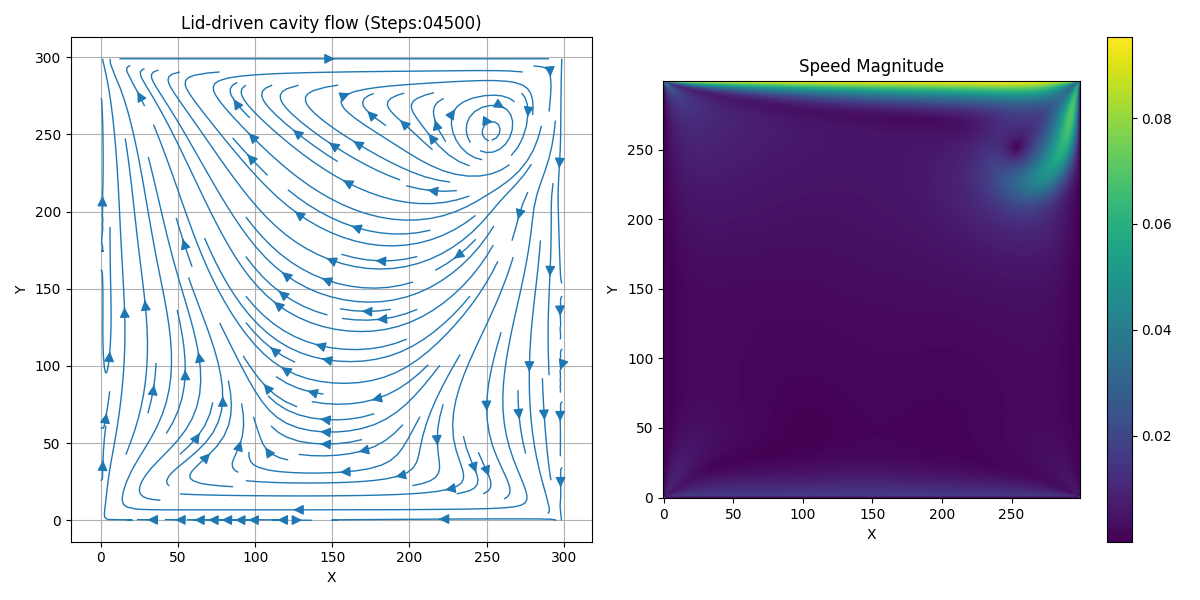 Lid-driven cavity flow (Steps:04500)
300
250
200
150
100
50
0
Y
0 50 100 150 200 250 300
X
Speed Magnitude
250
200
150
100
50
0
Y
0 50 100 150 200 250
X
0.08
0.06
0.04
0.02